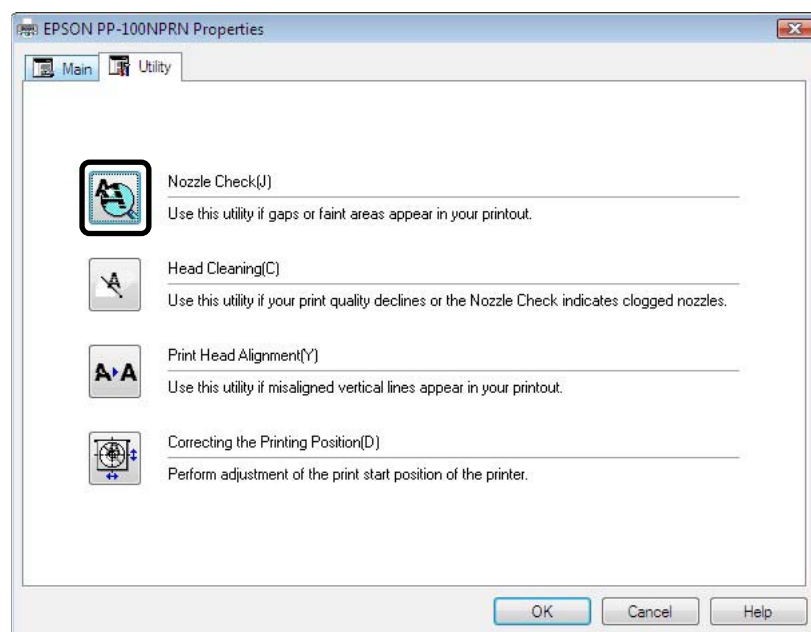 EPSON PP-100NPRN Properties
Main
Utility
Nozzle Check(J)
Use this utility if gaps or faint areas appear in your printout.
Head Cleaning(C)
Use this utility if your print quality declines or the Nozzle Check indicates clogged nozzles.
Print Head Alignment(Y)
Use this utility if misaligned vertical lines appear in your printout.
Correcting the Printing Position(D)
Perform adjustment of the print start position of the printer.
OK
Cancel
Help